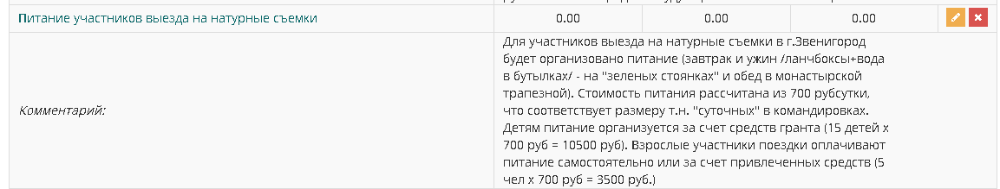 Питание участников выезда на натурные съемки 0.00 0.00 0.00
Комментарий:
Для участников выезда на натурные съемки в г.Звенигород
будет организовано питание (завтрак и ужин /ланчбоксы+вода
в бутылках/ - на "зеленых стоянках" и обед в монастырской
трапезной). Стоимость питания рассчитана из 700 рубсутки,
что соответствует размеру т.н. "суточных" в командировках.
Детям питание организуется за счет средств гранта (15 детей х
700 руб = 10500 руб). Взрослые участники поездки оплачивают
питание самостоятельно или за счет привлеченных средств (5
чел х 700 руб = 3500 руб.)